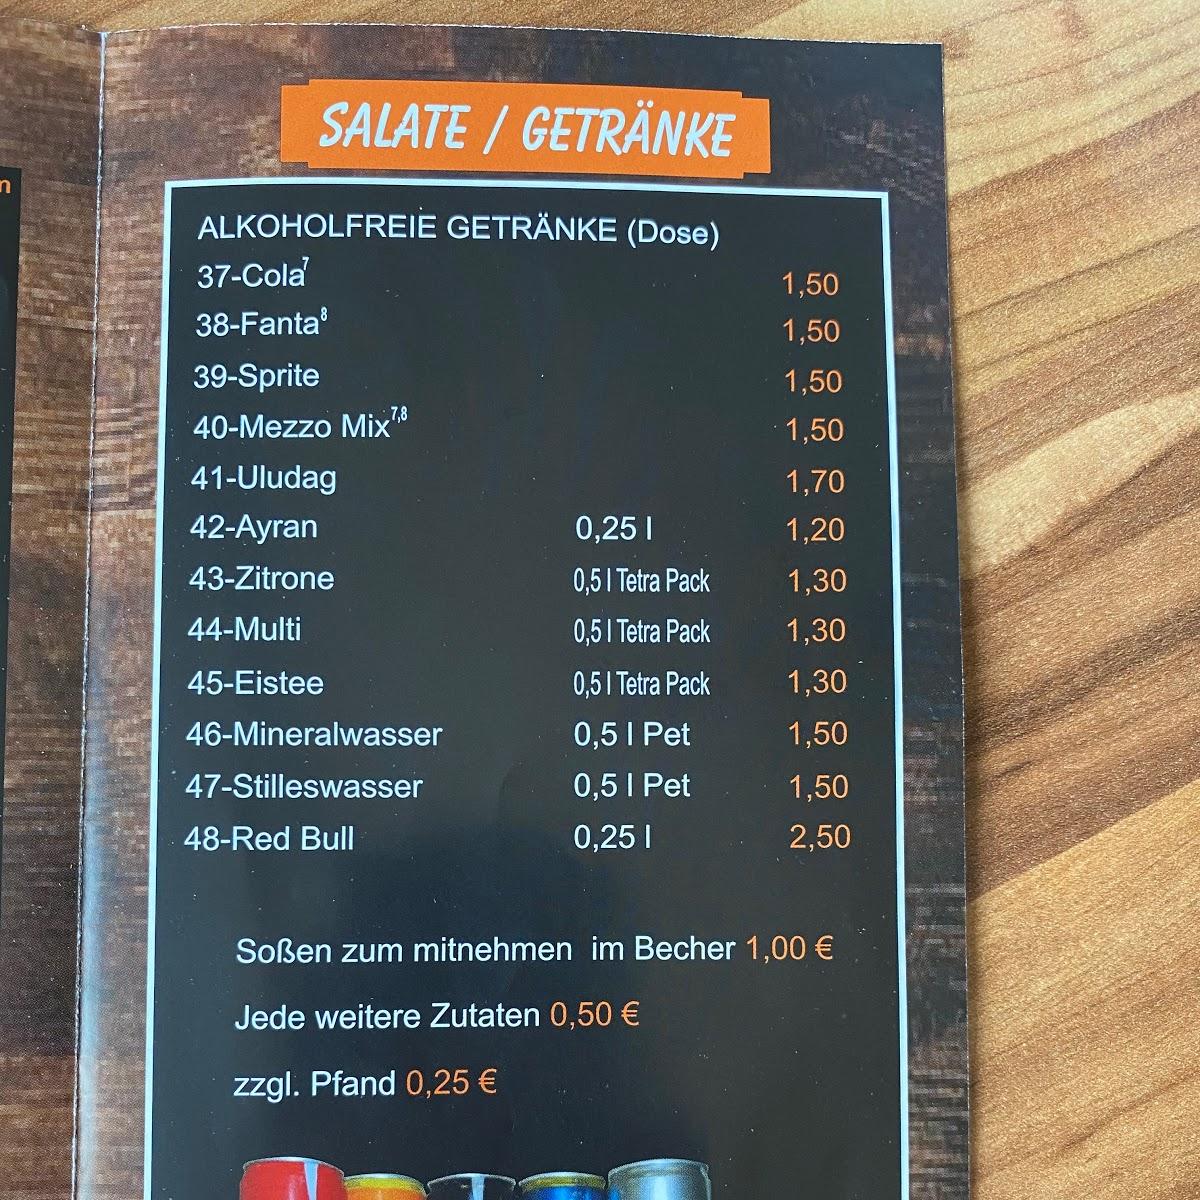 SALATE / GETRÄNKE
ALKOHOLFREIE GETRÄNKE (Dose)
37-Cola⁷ 1,50
38-Fanta⁸ 1,50
39-Sprite 1,50
40-Mezzo Mix⁷,⁸ 1,50
41-Uludag 1,70
42-Ayran 0,25 l 1,20
43-Zitrone 0,5 l Tetra Pack 1,30
44-Multi 0,5 l Tetra Pack 1,30
45-Eistee 0,5 l Tetra Pack 1,30
46-Mineralwasser 0,5 l Pet 1,50
47-Stilleswasser 0,5 l Pet 1,50
48-Red Bull 0,25 l 2,50
Soßen zum mitnehmen im Becher 1,00 €
Jede weitere Zutaten 0,50 €
zzgl. Pfand 0,25 €